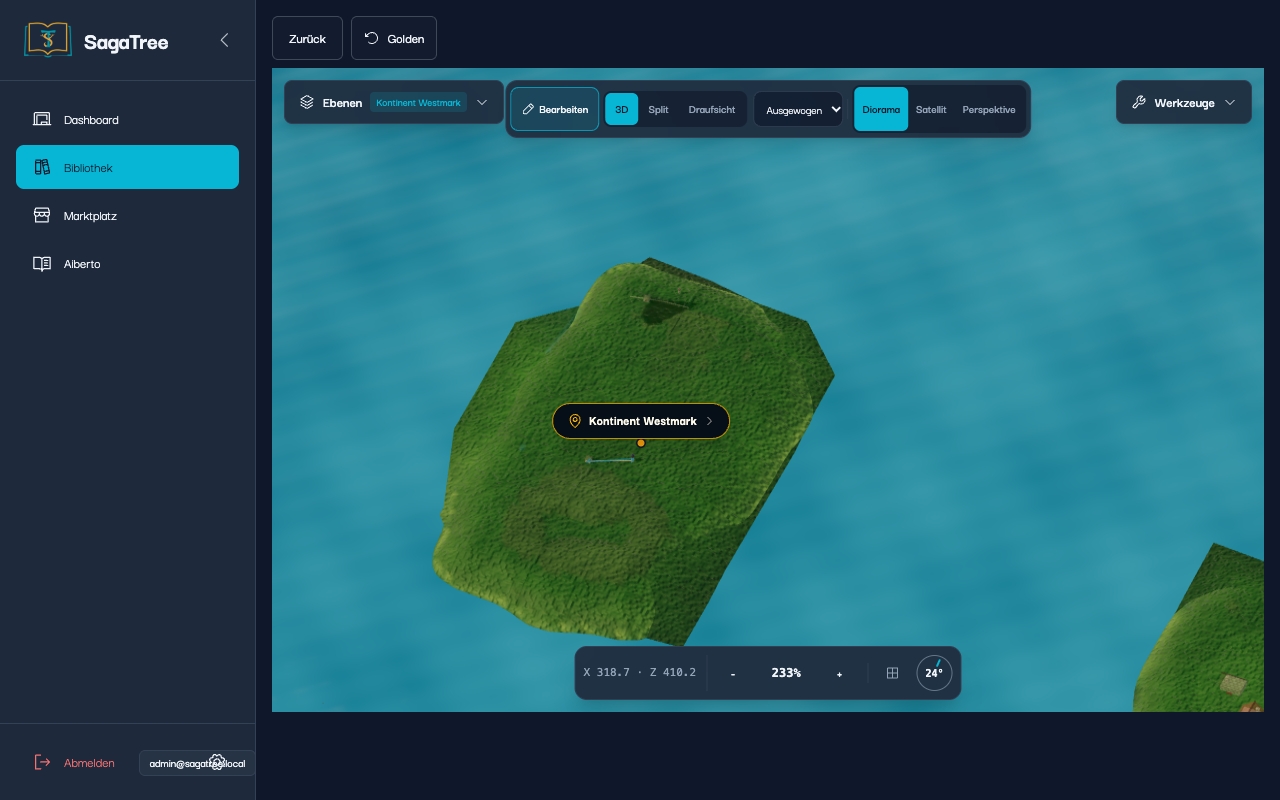 SagaTree
Dashboard
Bibliothek
Marktplatz
Alberto
Abmelden
Zurück
Golden
Ebenen Kontinent Westmark
Bearbeiten
3D Split Draufsicht
Ausgewogen
Diorama Satellit Perspektive
Werkzeuge
Kontinent Westmark
X 318.7 · Z 410.2
- 233% +
24°